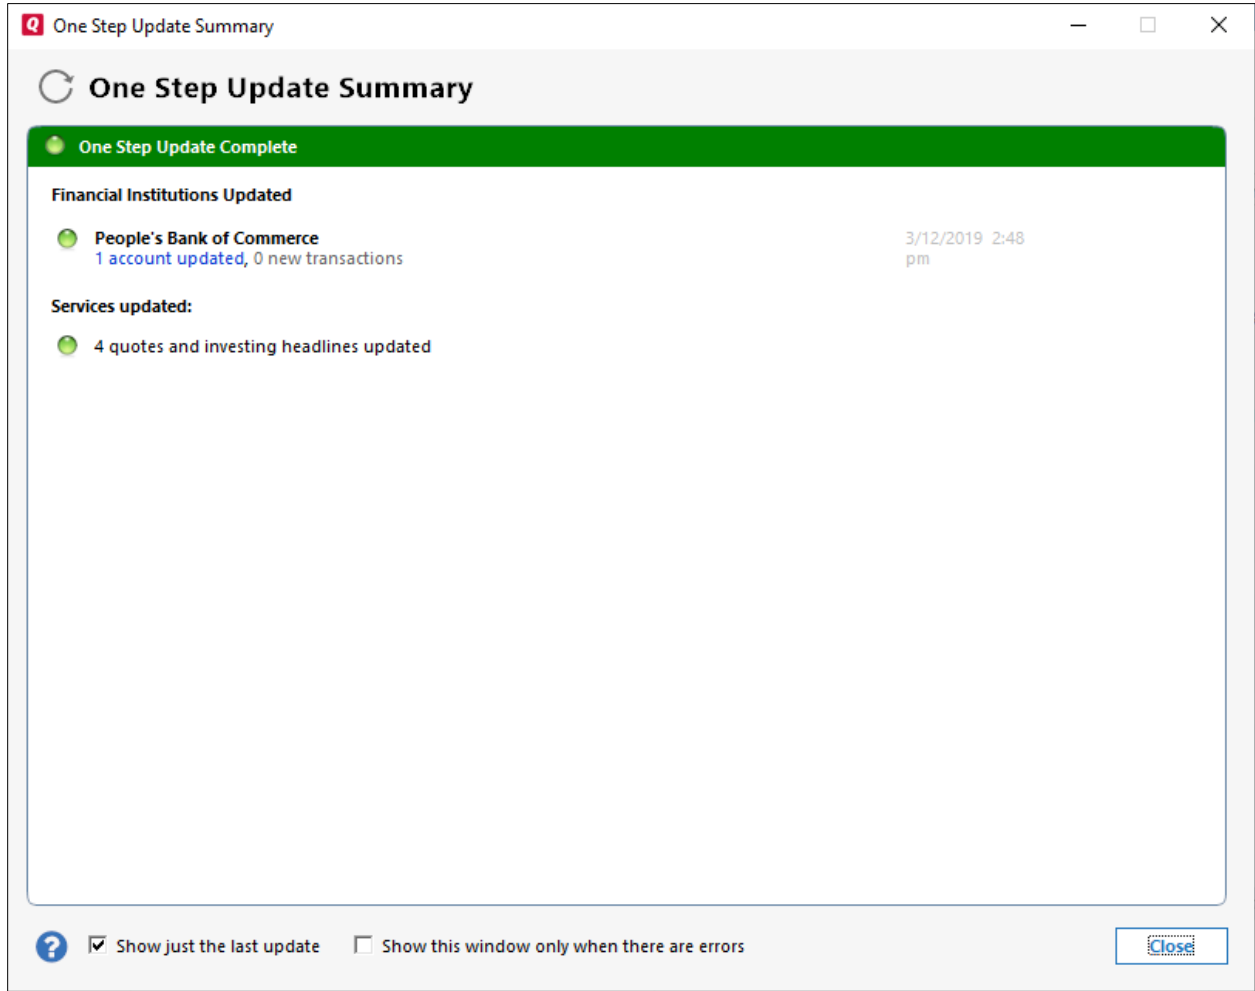 One Step Update Summary
One Step Update Summary
One Step Update Complete
Financial Institutions Updated
People's Bank of Commerce
3/12/2019 2:48
pm
1 account updated, 0 new transactions
Services updated:
4 quotes and investing headlines updated
Show just the last update
Show this window only when there are errors
Close